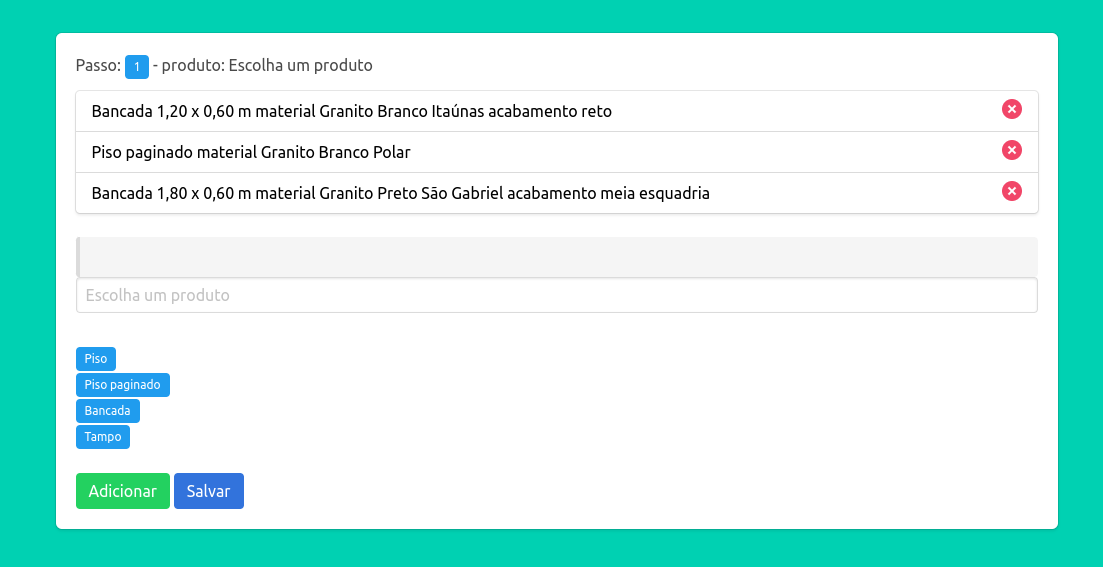 Passo: 1 - produto: Escolha um produto
Bancada 1,20 x 0,60 m material Granito Branco Itaúnas acabamento reto
Piso paginado material Granito Branco Polar
Bancada 1,80 x 0,60 m material Granito Preto São Gabriel acabamento meia esquadria
Escolha um produto
Piso
Piso paginado
Bancada
Tampo
Adicionar Salvar